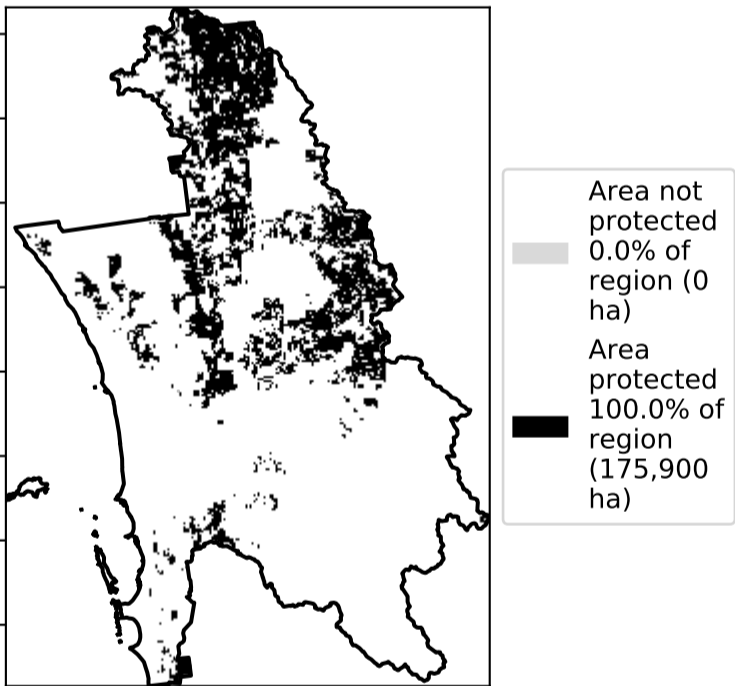 Area not
protected
0.0% of
region (0
ha)
Area
protected
100.0% of
region
(175,900
ha)